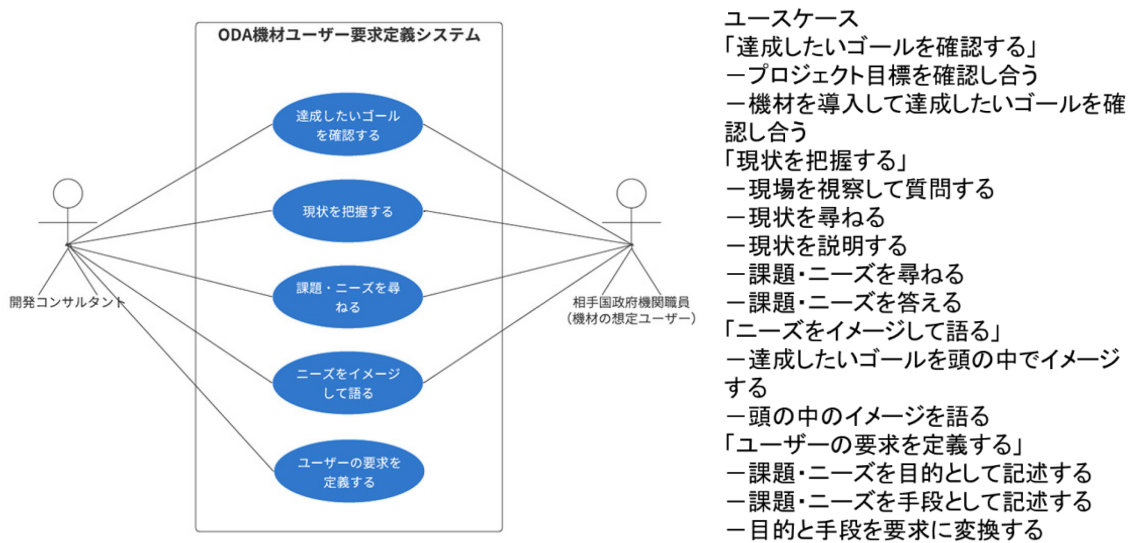 ODA機材ユーザー要求定義システム
達成したいゴール
を確認する
現状を把握する
課題・ニーズを尋
ねる
ニーズをイメージ
して語る
ユーザーの要求を
定義する
開発コンサルタント
相手国政府機関職員
(機材の想定ユーザー)
ユースケース
「達成したいゴールを確認する」
－プロジェクト目標を確認し合う
－機材を導入して達成したいゴールを確
認し合う
「現状を把握する」
－現場を視察して質問する
－現状を尋ねる
－現状を説明する
－課題・ニーズを尋ねる
－課題・ニーズを答える
「ニーズをイメージして語る」
－達成したいゴールを頭の中でイメージ
する
－頭の中のイメージを語る
「ユーザーの要求を定義する」
－課題・ニーズを目的として記述する
－課題・ニーズを手段として記述する
－目的と手段を要求に変換する